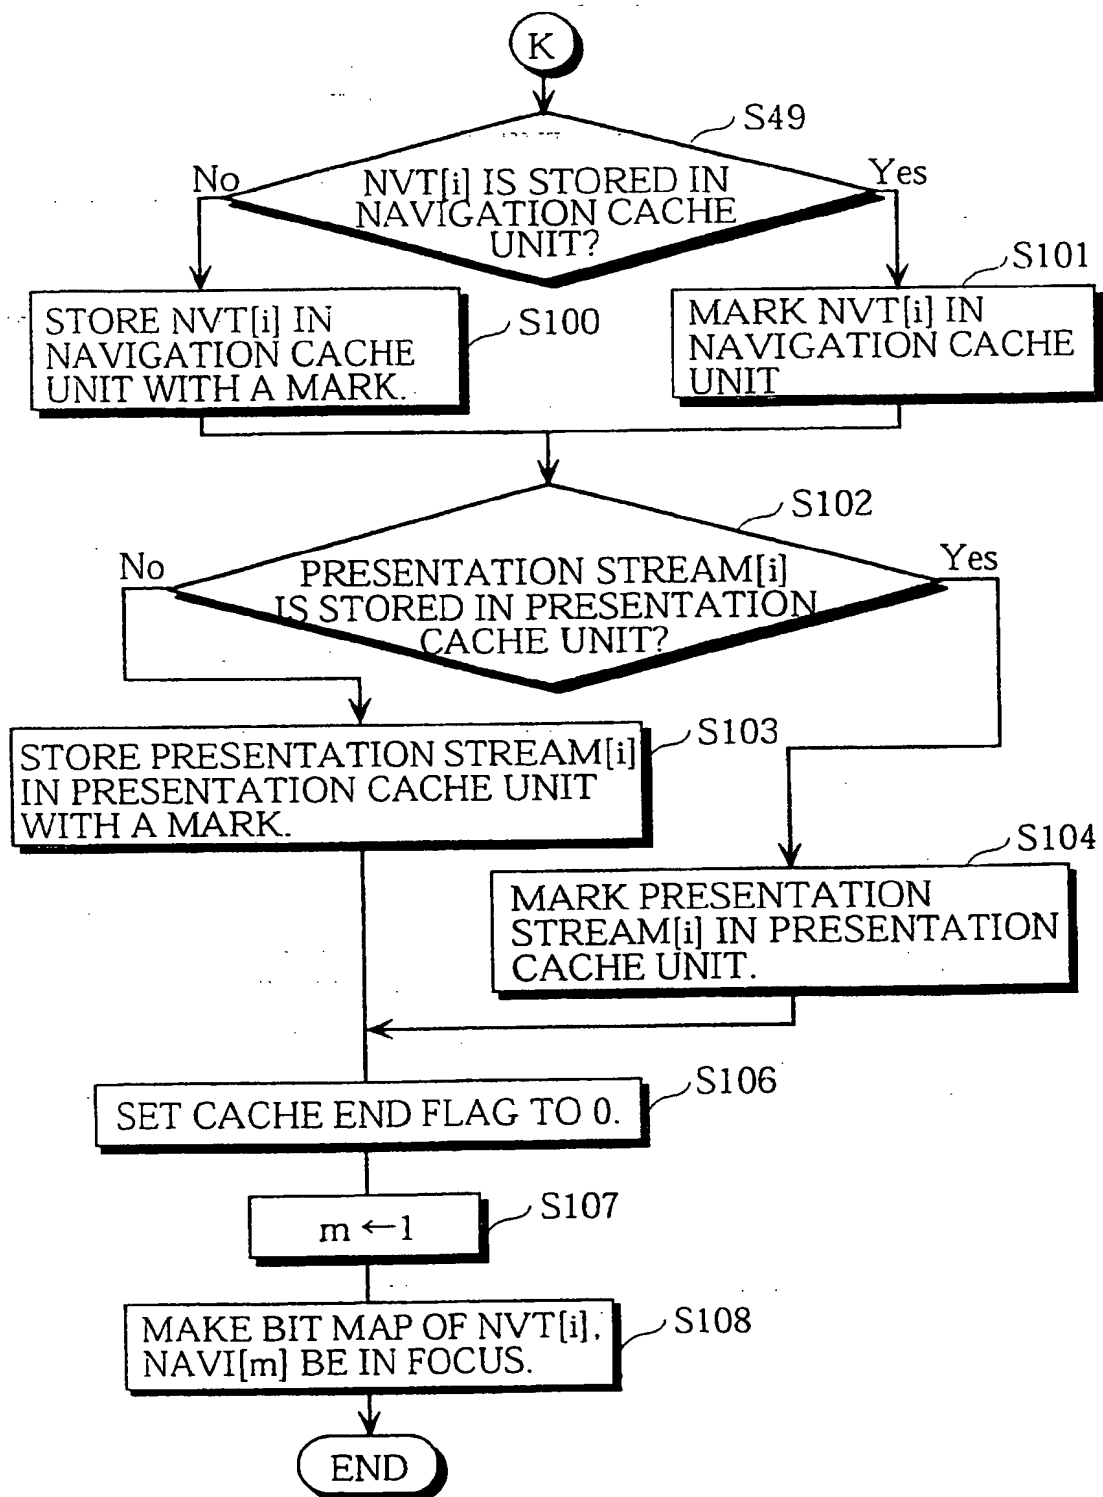 K
S49
No
Yes
NVT[i] IS STORED IN
NAVIGATION CACHE
UNIT?
S101
S100
STORE NVT[i] IN
NAVIGATION CACHE
UNIT WITH A MARK.
MARK NVT[i] IN
NAVIGATION CACHE
UNIT
S102
No
Yes
PRESENTATION STREAM[i]
IS STORED IN PRESENTATION
CACHE UNIT?
S103
STORE PRESENTATION STREAM[i]
IN PRESENTATION CACHE UNIT
WITH A MARK.
S104
MARK PRESENTATION
STREAM[i] IN PRESENTATION
CACHE UNIT.
S106
SET CACHE END FLAG TO 0.
S107
m ←1
S108
MAKE BIT MAP OF NVT[i],
NAVI[m] BE IN FOCUS.
END